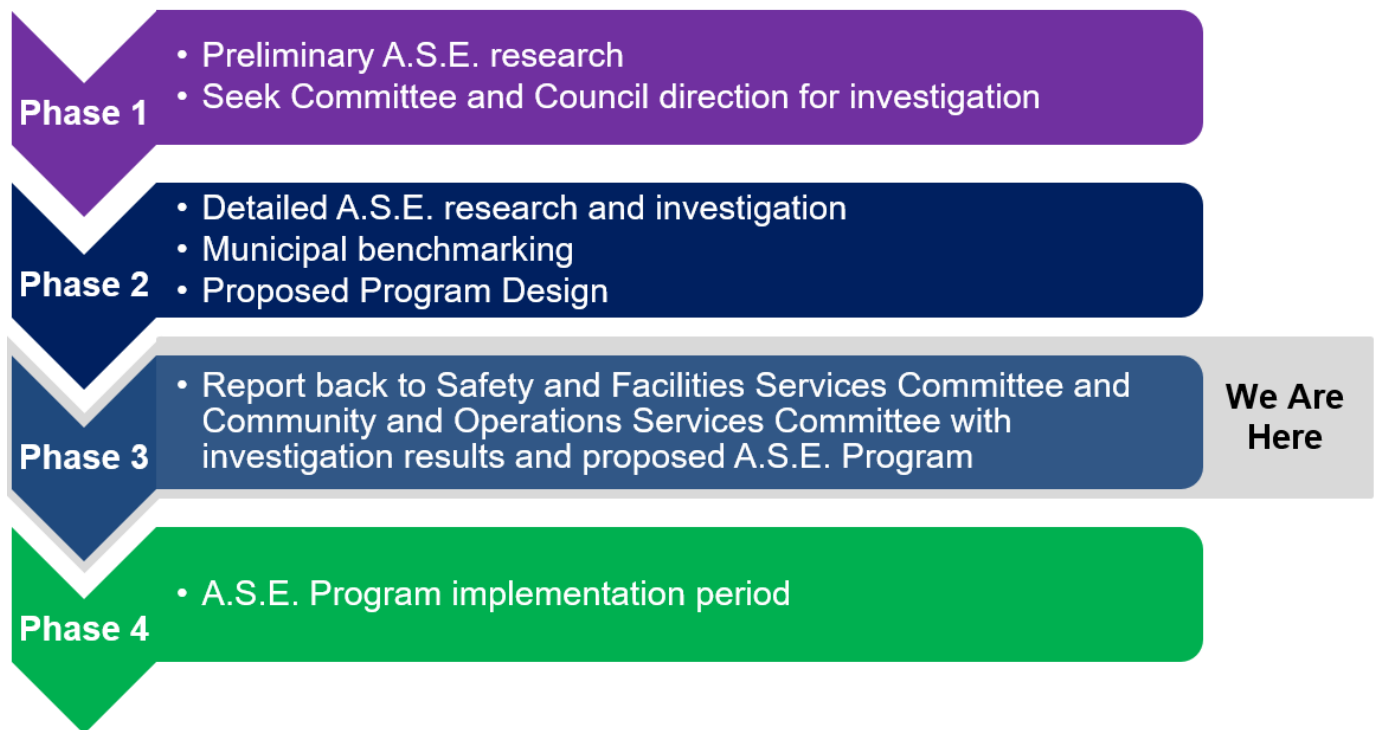 Phase 1
• Preliminary A.S.E. research
• Seek Committee and Council direction for investigation
Phase 2
• Detailed A.S.E. research and investigation
• Municipal benchmarking
• Proposed Program Design
Phase 3
• Report back to Safety and Facilities Services Committee and
Community and Operations Services Committee with
investigation results and proposed A.S.E. Program
We Are
Here
Phase 4
• A.S.E. Program implementation period